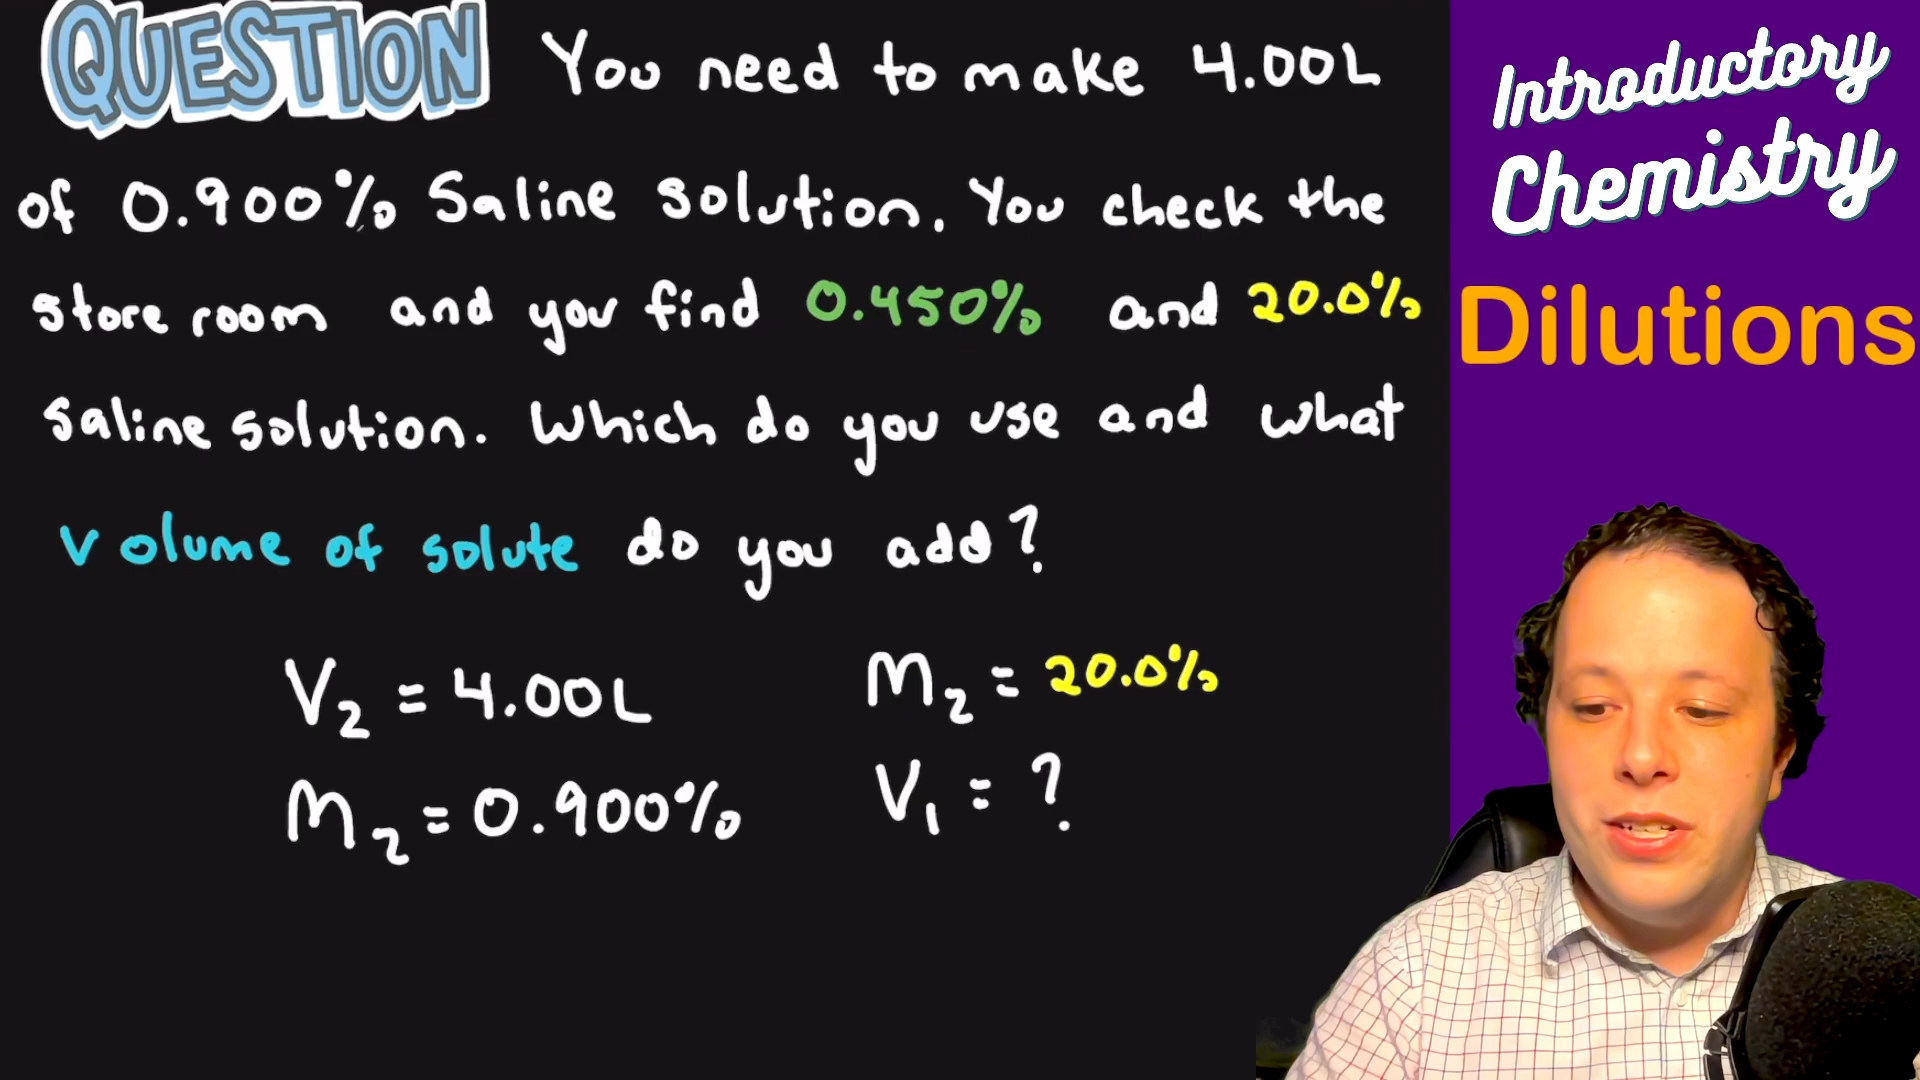 QUESTION You need to make 4.00L
of 0.900% Saline solution. You check the
store room and you find 0.450% and 20.0%
saline solution. Which do you use and what
volume of solute do you add?
V₂ = 4.00L
M₂ = 0.900%
M₂ = 20.0%
V₁ = ?
Introductory
Chemistry
Dilutions